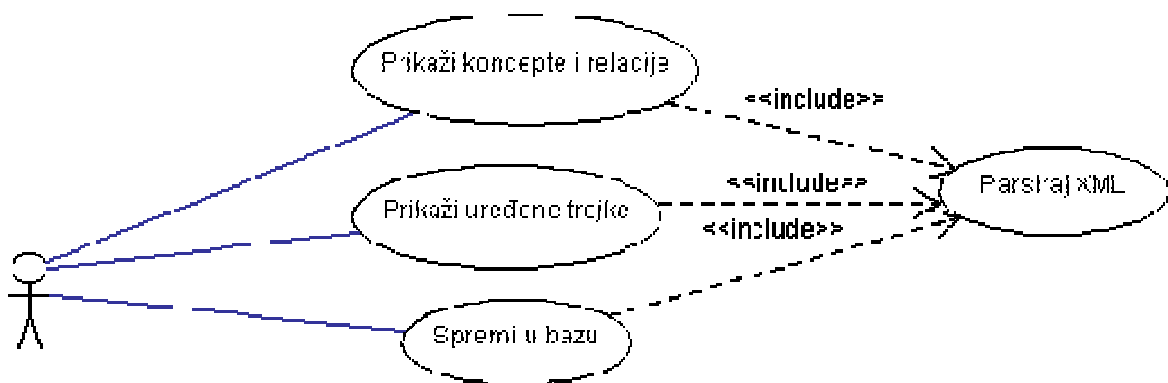 Prikaži koncepte i relacije
<<include>>
<<include>>
Parsiraj XML
Prikaži uređene trojke
<<include>>
Spremi u bazu